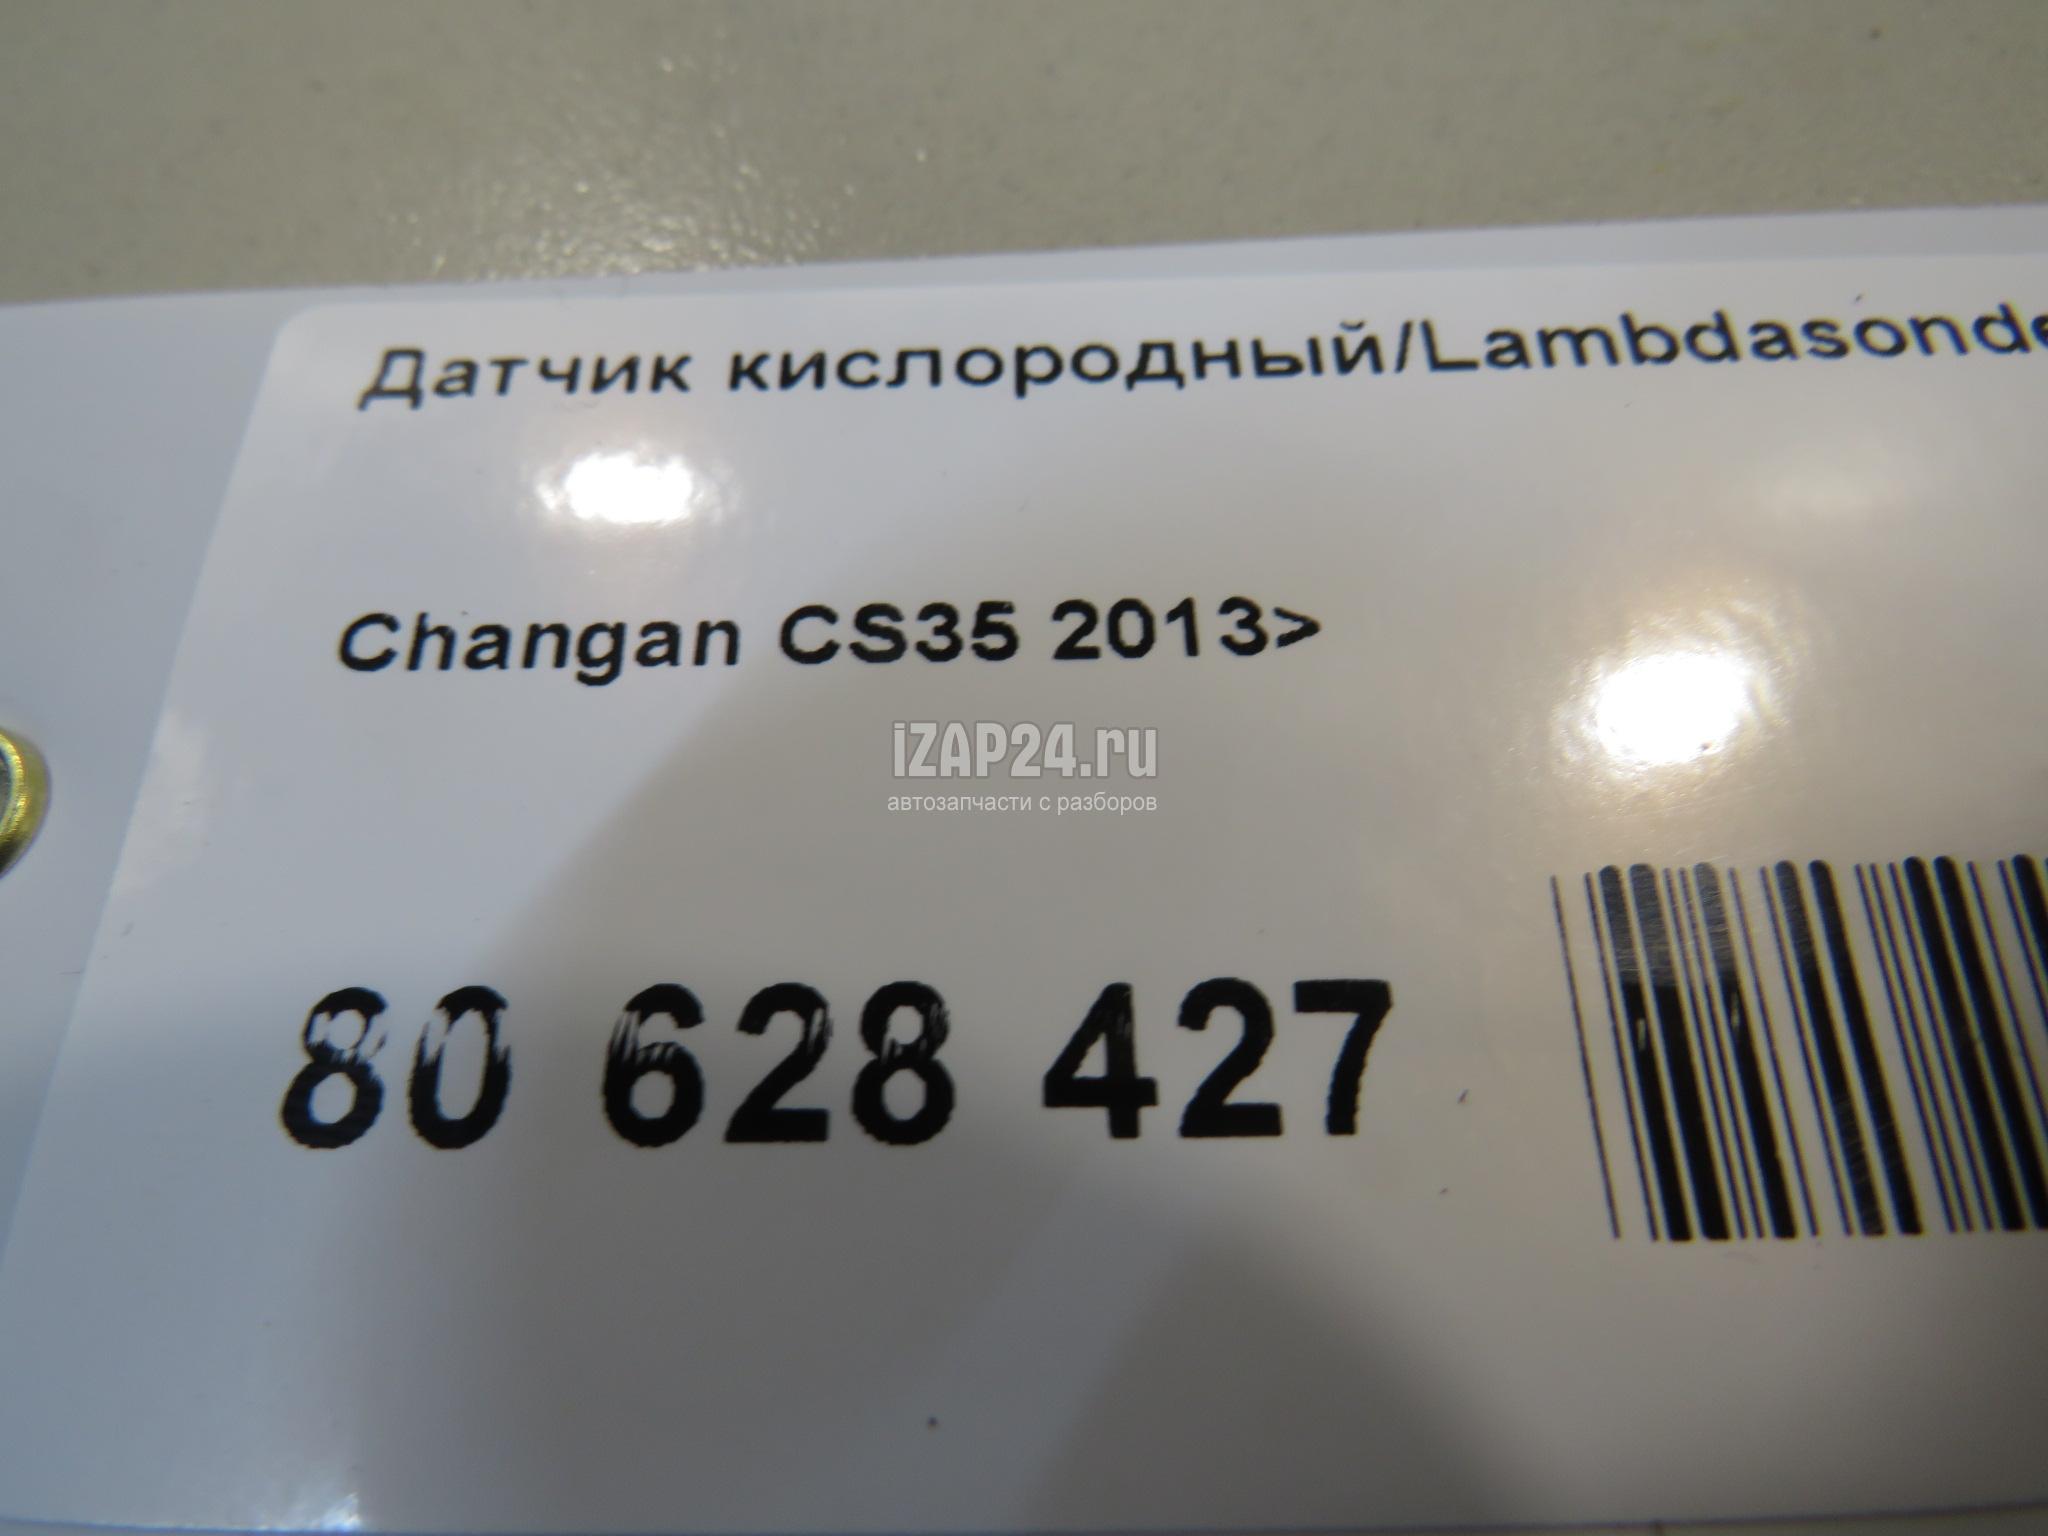 Датчик кислородный/Lambdasonde
Changan CS35 2013>
iZAP24.ru
автозапчасти с разборов
80 628 427